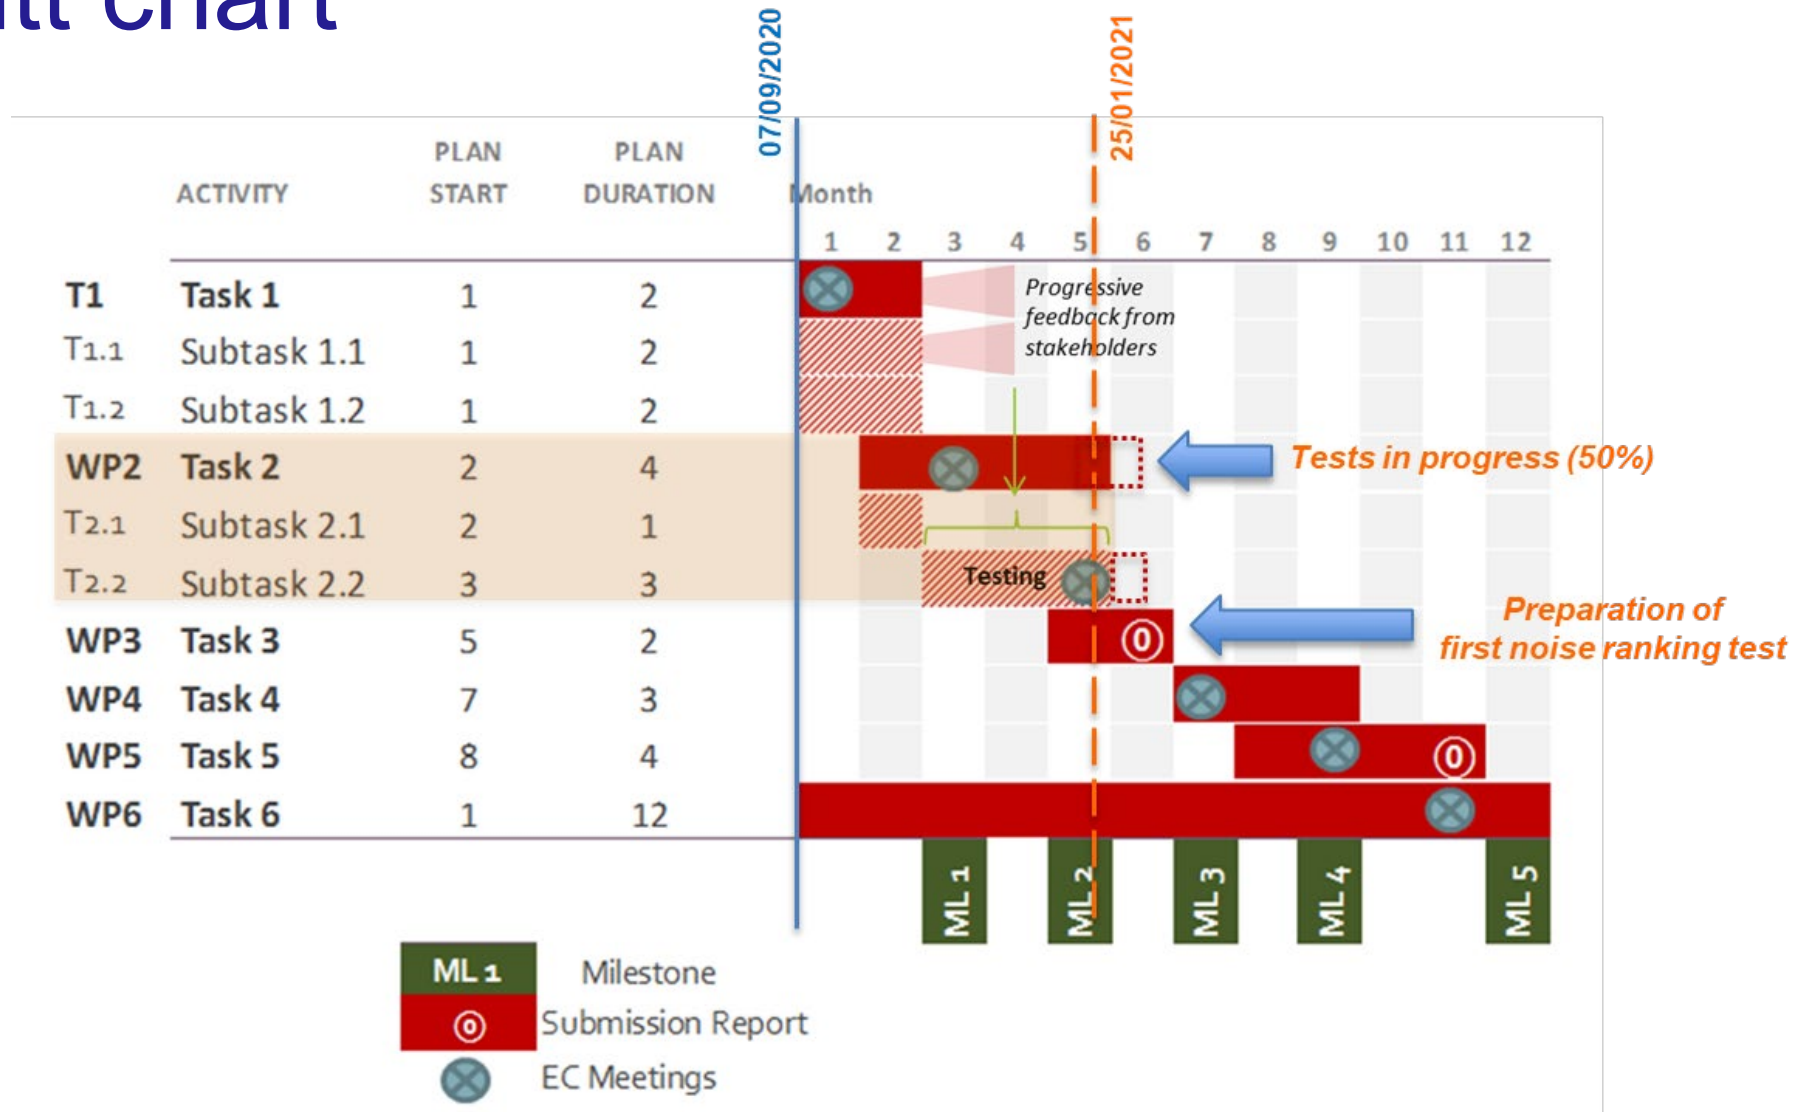 chart
07/09/2020
25/01/2021
PLAN PLAN
ACTIVITY START DURATION Month
1 2 3 4 5 6 7 8 9 10 11 12
T1 Task 1 1 2
Progressive
feedback from
stakeholders
T1.1 Subtask 1.1 1 2
T1.2 Subtask 1.2 1 2
WP2 Task 2 2 4 Tests in progress (50%)
T2.1 Subtask 2.1 2 1
T2.2 Subtask 2.2 3 3 Testing
Preparation of
first noise ranking test
WP3 Task 3 5 2 0
WP4 Task 4 7 3
WP5 Task 5 8 4 0
WP6 Task 6 1 12
ML 1 ML 2 ML 3 ML 4 ML 5
ML 1 Milestone
0 Submission Report
EC Meetings